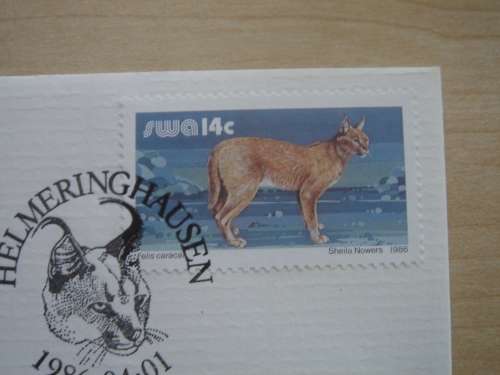 swa 14c
Felis caracal
Sheila Nowers 1986
HELMERINGHAUSEN